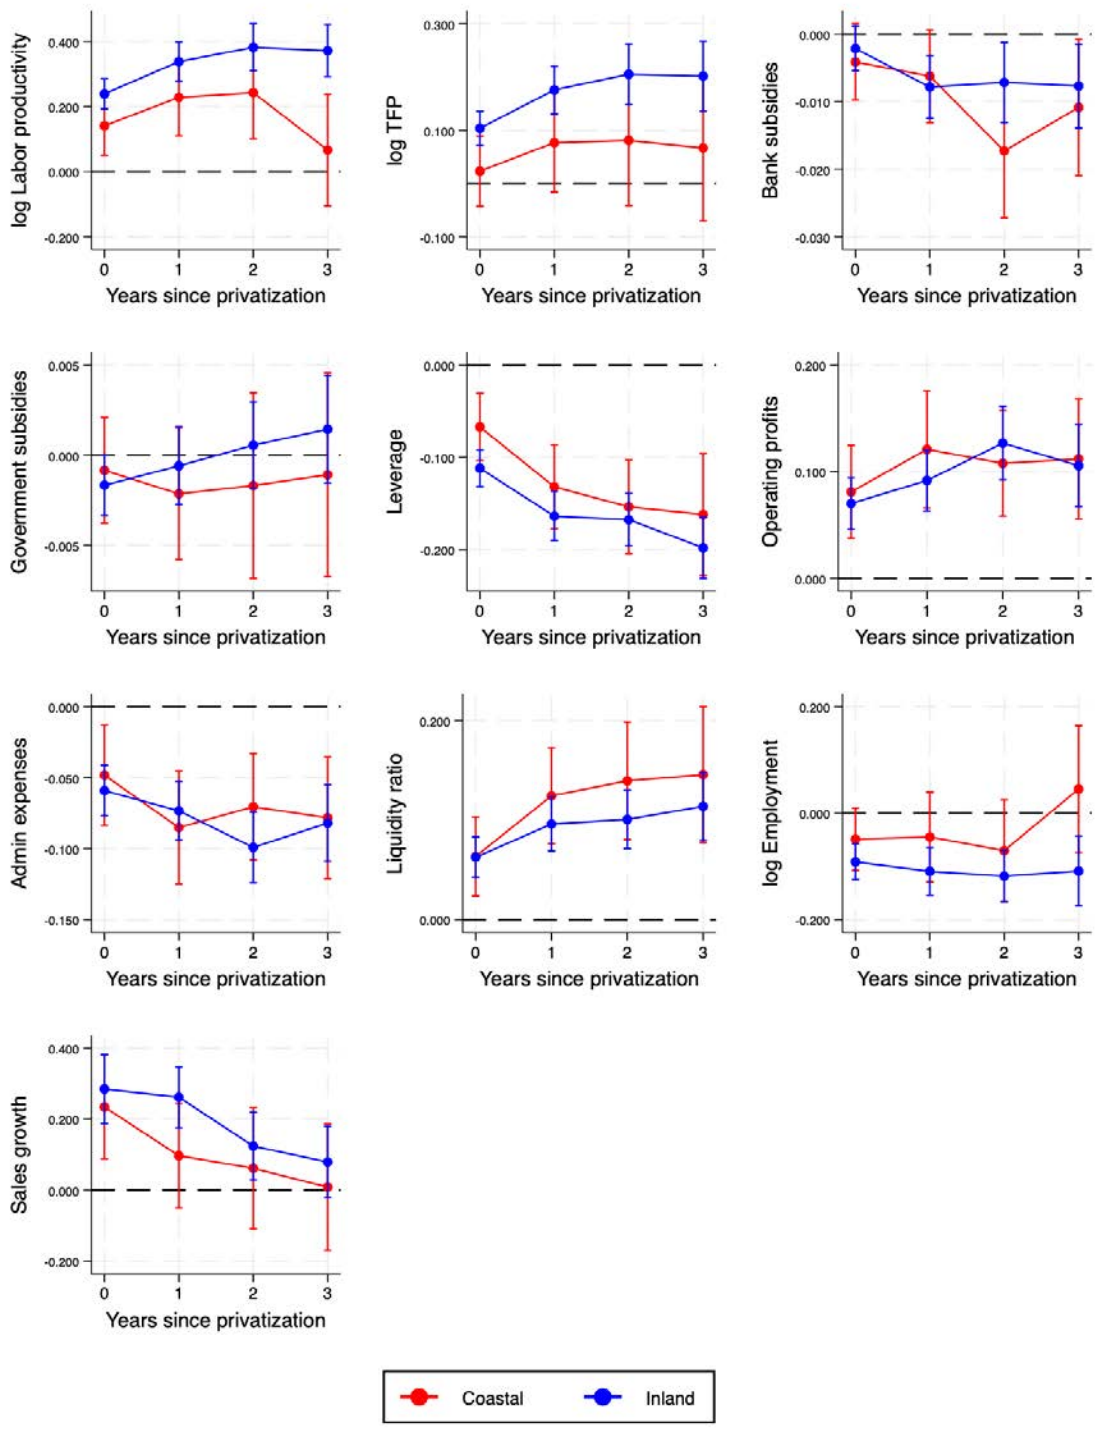 log Labor productivity
0.400
0.200
0.000
-0.200
0 1 2 3
Years since privatization
log TFP
0.300
0.100
-0.100
0 1 2 3
Years since privatization
Bank subsidies
0.000
-0.010
-0.020
-0.030
0 1 2 3
Years since privatization
Government subsidies
0.005
0.000
-0.005
0 1 2 3
Years since privatization
Leverage
0.000
-0.100
-0.200
0 1 2 3
Years since privatization
Operating profits
0.200
0.100
0.000
0 1 2 3
Years since privatization
Admin expenses
0.000
-0.050
-0.100
-0.150
0 1 2 3
Years since privatization
Liquidity ratio
0.200
0.000
0 1 2 3
Years since privatization
log Employment
0.200
0.000
-0.200
0 1 2 3
Years since privatization
Sales growth
0.400
0.200
0.000
-0.200
0 1 2 3
Years since privatization
Coastal Inland